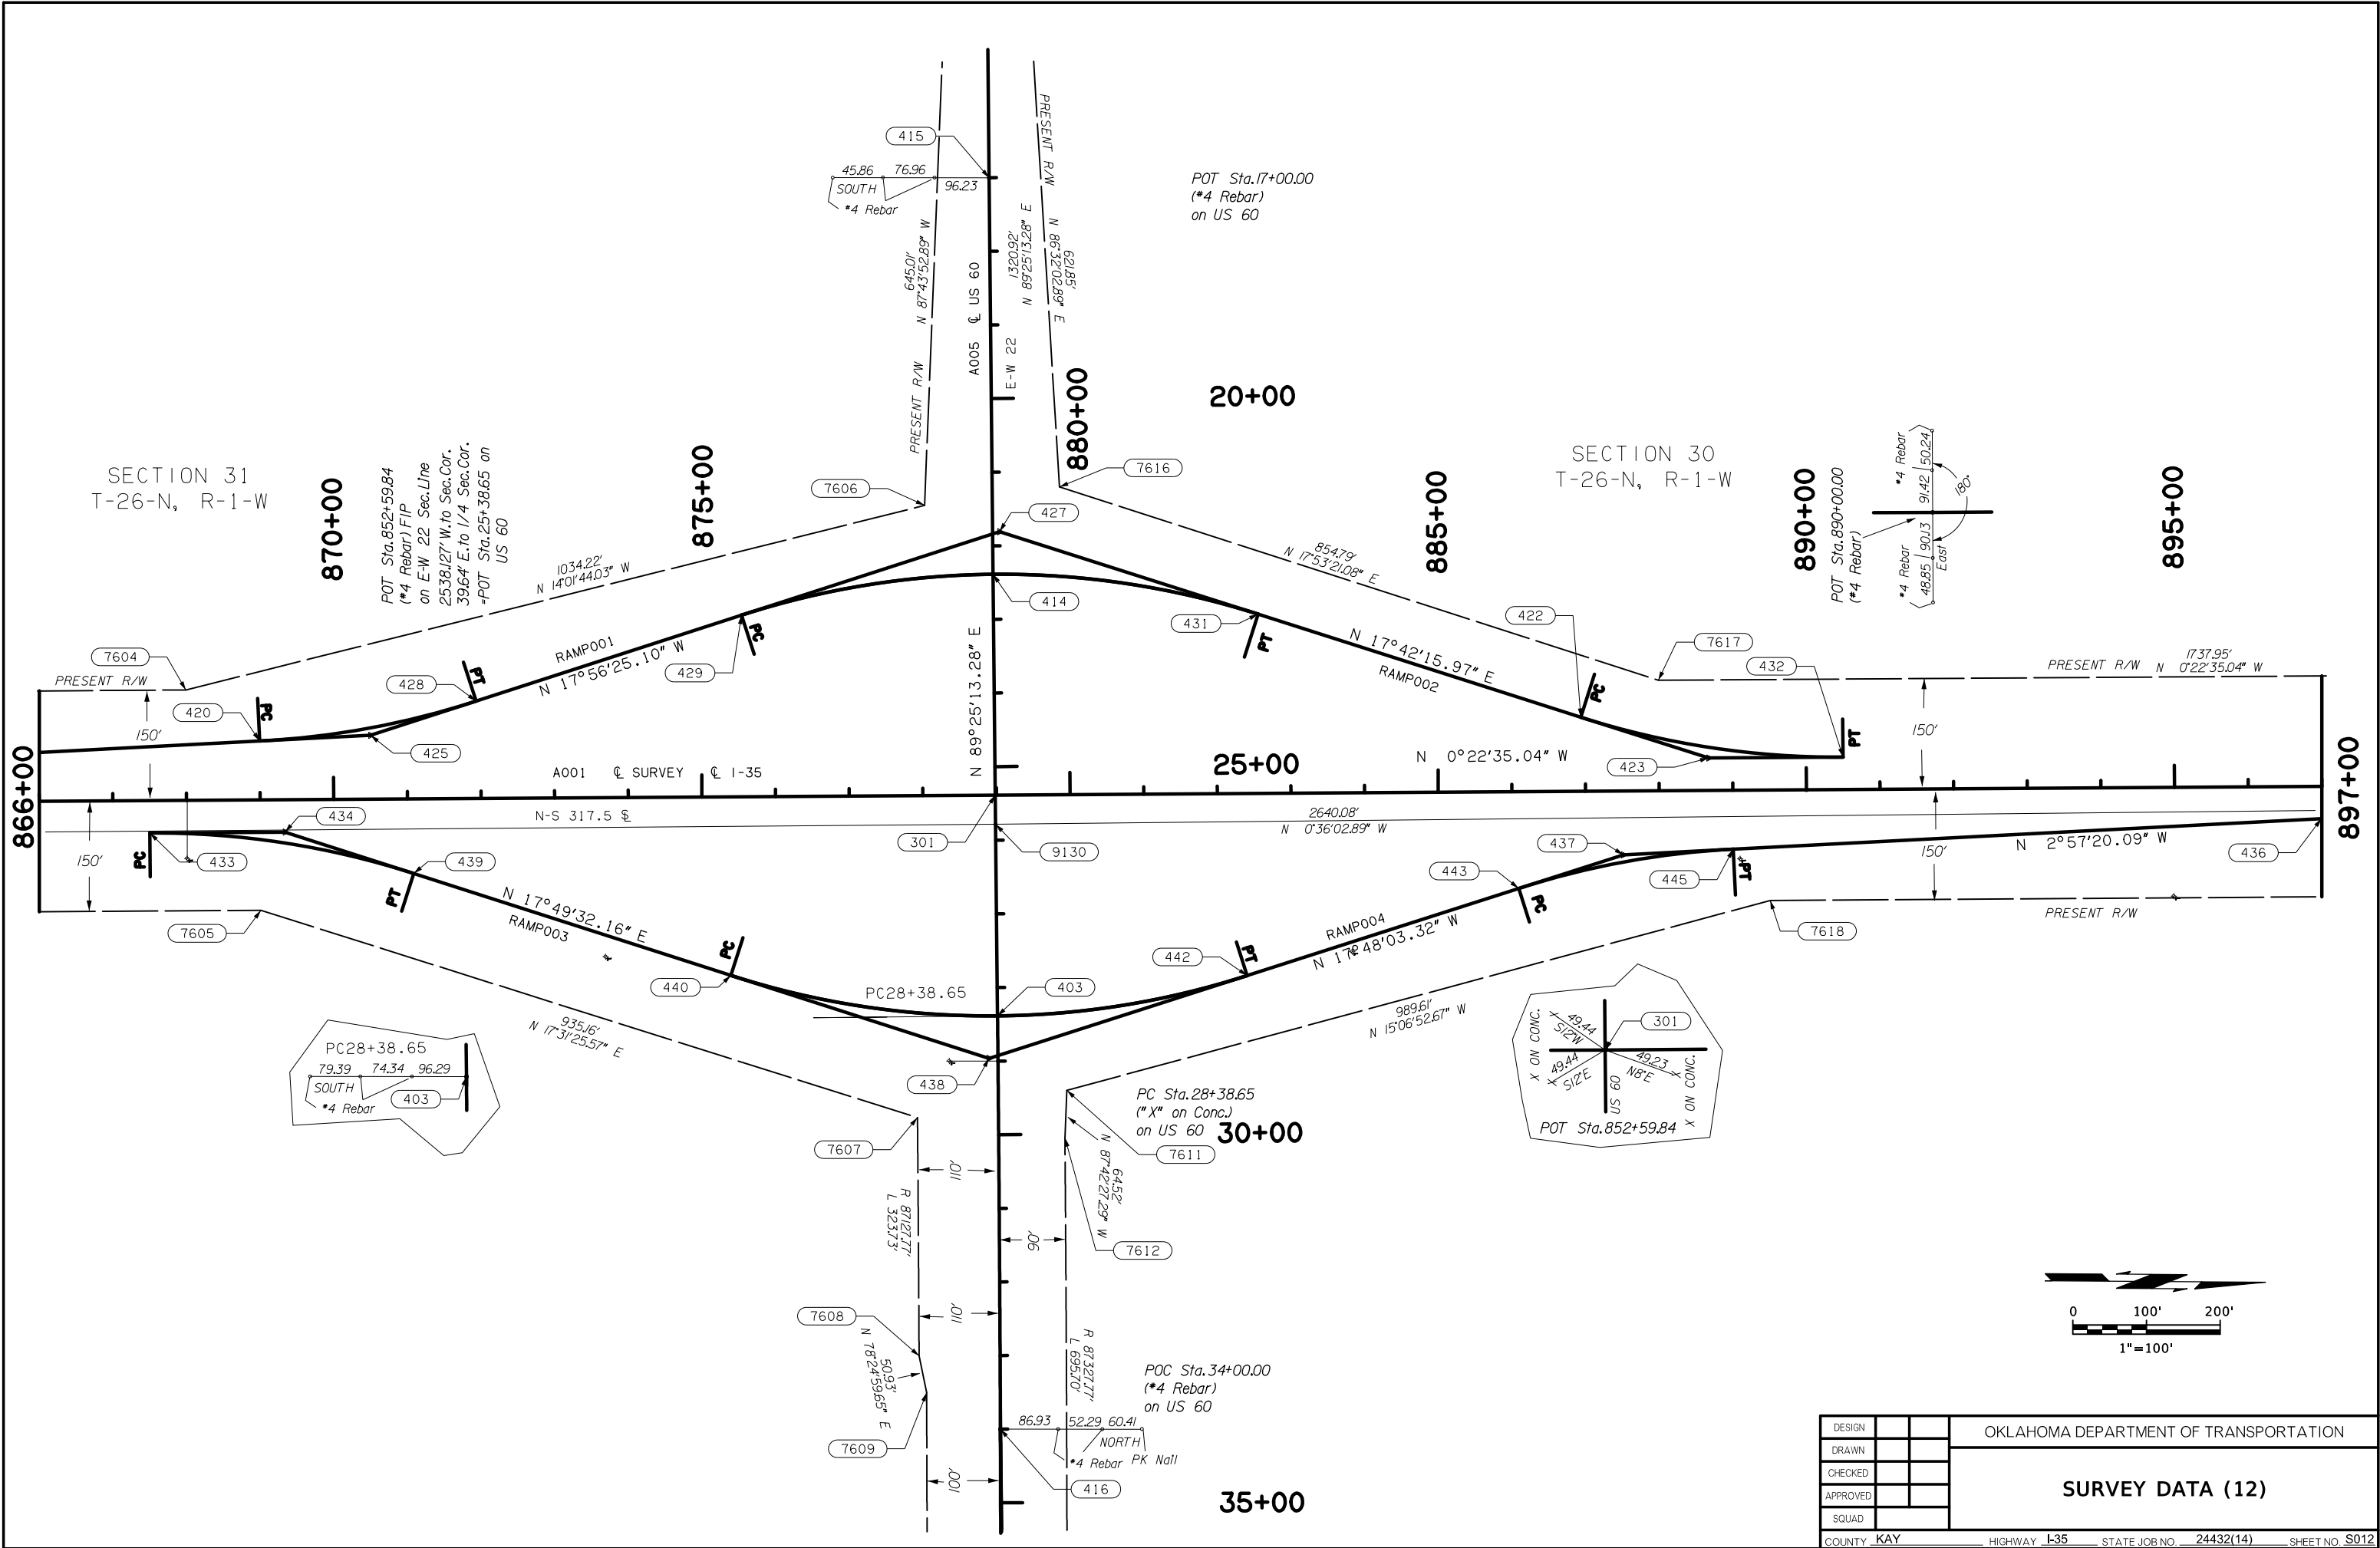 415
45.86 76.96
96.23
SOUTH
*4 Rebar
PRESENT R/W
645.01'
N 87°43'52.89" W
PRESENT R/W
A005 ℄ US 60
E-W 22
1320.92'
N 89°25'13.28" E
621.85'
N 86°32'02.89" E
POT Sta.17+00.00
(*4 Rebar)
on US 60
20+00
880+00
7616
7606
427
SECTION 31
T-26-N, R-1-W
870+00
POT Sta.852+59.84
(*4 Rebar) FIP
on E-W 22 Sec.Line
2538.127' W.to Sec.Cor.
39.64' E.to 1/4 Sec.Cor.
=POT Sta.25+38.65 on
US 60
875+00
1034.22'
N 14°01'44.03" W
885+00
SECTION 30
T-26-N, R-1-W
890+00
POT Sta.890+00.00
(*4 Rebar)
*4 Rebar
91.42 50.24
180°
*4 Rebar
48.85 90.13
East
895+00
854.79'
N 17°53'21.08" E
414
431
PT
422
PC
7617
432
PT
1737.95'
PRESENT R/W N 0°22'35.04" W
7604
PRESENT R/W
150'
420
PC
428
PT
425
RAMP001
N 17°56'25.10" W
429
PC
N 89°25'13.28" E
N 17°42'15.97" E
RAMP002
423
150'
866+00
A001 ℄ SURVEY ℄ I-35
25+00
N 0°22'35.04" W
897+00
434
N-S 317.5 ℄
301
9130
2640.08'
N 0°36'02.89" W
150'
PC
433
439
PT
437
443
PC
445
PT
150'
N 2°57'20.09" W
436
PRESENT R/W
7605
N 17°49'32.16" E
RAMP003
PC
440
PC28+38.65
403
442
PT
RAMP004
N 17°48'03.32" W
7618
935.16'
N 17°31'25.57" E
989.61'
N 15°06'52.67" W
438
PC28+38.65
79.39 74.34 96.29
SOUTH
*4 Rebar
403
X ON CONC.
49.44
S12°W
301
49.44
S12°E
49.23
N8°E
US 60
X ON CONC.
POT Sta.852+59.84
PC Sta.28+38.65
("X" on Conc.)
on US 60
30+00
7607
7611
110'
64.52'
N 87°42'27.29" W
R 87127.77'
L 323.73'
90'
7612
7608
110'
50.93'
N 78°24'59.65" E
7609
R 87327.77'
L 695.70'
POC Sta.34+00.00
(*4 Rebar)
on US 60
86.93 52.29 60.41
NORTH
*4 Rebar PK Nail
416
100'
35+00
0 100' 200'
1"=100'
DESIGN
DRAWN
CHECKED
APPROVED
SQUAD
OKLAHOMA DEPARTMENT OF TRANSPORTATION
SURVEY DATA (12)
COUNTY KAY HIGHWAY I-35 STATE JOB NO. 24432(14) SHEET NO. S012